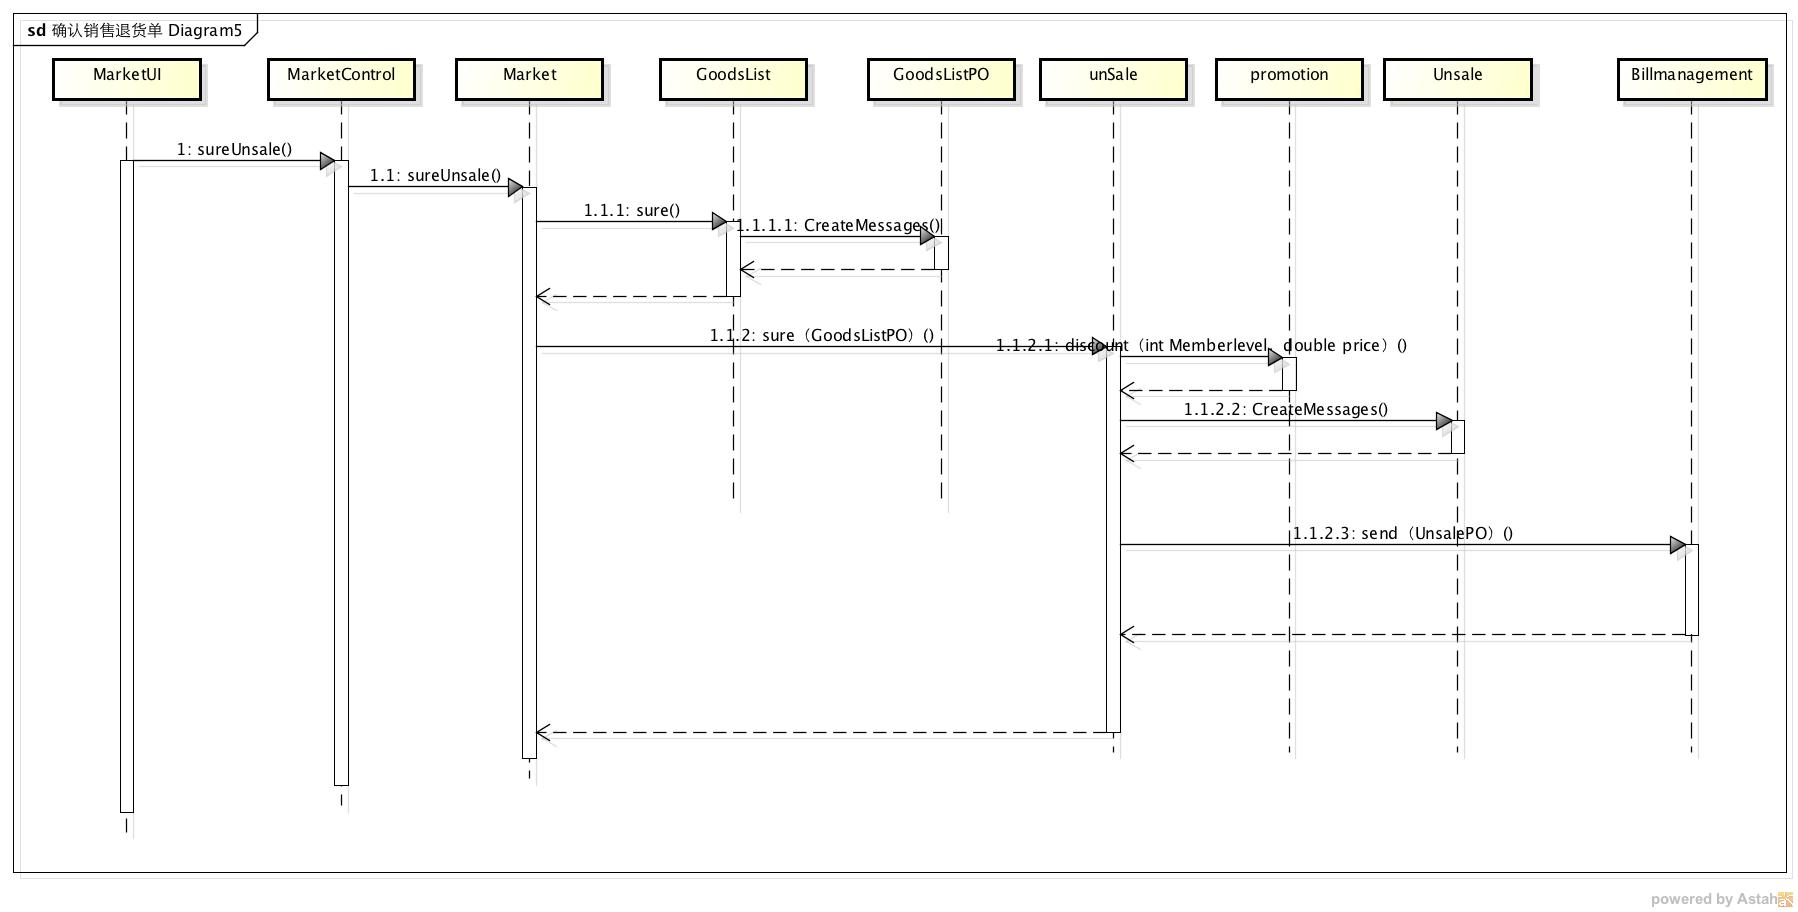 sd 确认销售退货单 Diagram5
MarketUI
MarketControl
Market
GoodsList
GoodsListPO
unSale
promotion
Unsale
Billmanagement
1: sureUnsale()
1.1: sureUnsale()
1.1.1: sure()
1.1.1.1: CreateMessages()
1.1.2: sure（GoodsListPO）()
1.1.2.1: discount（int Memberlevel，double price）()
1.1.2.2: CreateMessages()
1.1.2.3: send（UnsalePO）()
powered by Astah